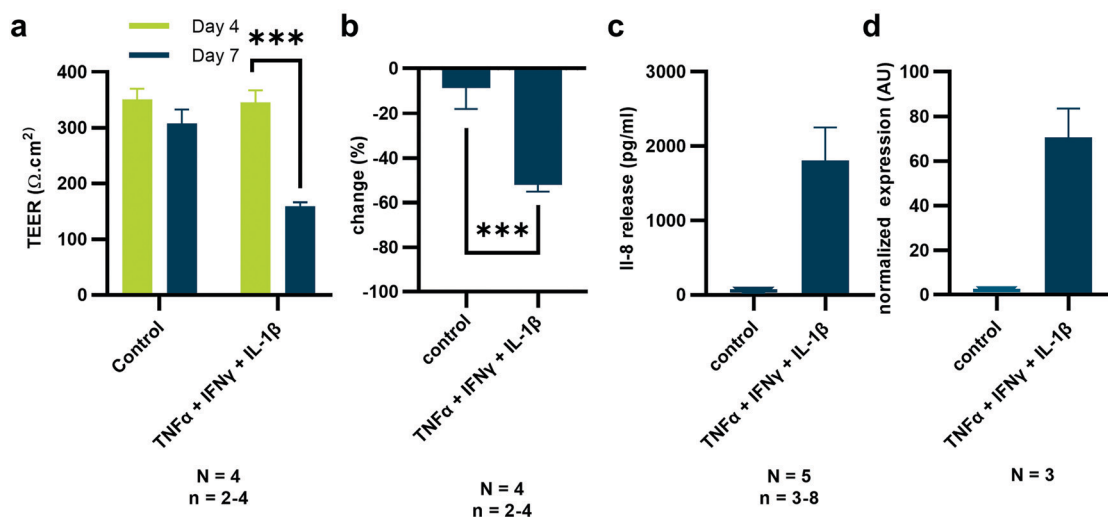 a
Day 4
Day 7
***
TEER (Ω.cm²)
400
300
200
100
0
Control
TNFα + IFNγ + IL-1β
N = 4
n = 2-4
b
change (%)
0
-20
-40
-60
-80
-100
***
control
TNFα + IFNγ + IL-1β
N = 4
n = 2-4
c
Il-8 release (pg/ml)
3000
2000
1000
0
control
TNFα + IFNγ + IL-1β
N = 5
n = 3-8
d
normalized expression (AU)
100
80
60
40
20
0
control
TNFα + IFNγ + IL-1β
N = 3